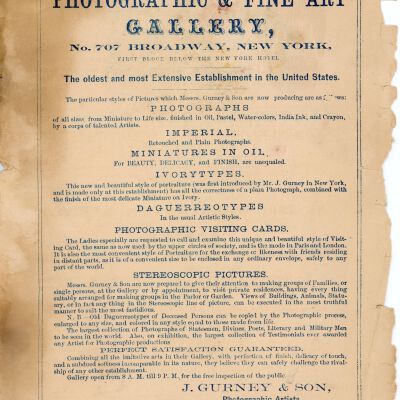 PHOTOGRAPHIC & FINE ART
GALLERY,
No. 707 BROADWAY, NEW YORK,
FIRST BLOCK BELOW THE NEW YORK HOTEL
The oldest and most Extensive Establishment in the United States.
The particular styles of Pictures which Messrs. Gurney & Son are now producing are as
PHOTOGRAPHS
of all sizes from Miniature to Life size, finished in Oil, Pastel, Water-colors, India Ink, and Crayon,
by a corps of talented Artists.
IMPERIAL.
Retouched and Plain Photographs.
MINIATURES IN OIL.
For BEAUTY, DELICACY, and FINISH, are unequaled.
IVORYTYPES.
This new and beautiful style of portraiture (was first introduced by Mr. J. Gurney in New York,
and is made only at this establishment) has all the correctness of a plain Photograph, combined with
the finish of the most delicate Miniature on Ivory.
DAGUERREOTYPES
In the usual Artistic Styles.
PHOTOGRAPHIC VISITING CARDS.
The Ladies especially are requested to call and examine this unique and beautiful style of Visit-
ing Card, the same as now used by the upper circles of society, and is the mode in Paris and London.
It is also the most convenient style of Portraiture for the exchange of likeness with friends residing
in distant parts, as it is of a convenient size to be enclosed in any ordinary envelope, safely to any
part of the world.
STEREOSCOPIC PICTURES.
Messrs. Gurney & Son are now prepared to give their attention to making groups of Families, or
single persons, at the Gallery or by appointment, to visit private residences, having every thing
suitably arranged for making groups in the Parlor or Garden. Views of Buildings, Animals, Statu-
ary, or in fact any thing in the Stereoscopic line of picture, can be executed in the most truthful
manner to suit the most fastidious.
N. B.—Old Daguerreotypes of Deceased Persons can be copied by the Photographic process,
enlarged to any size, and colored in any style equal to those made from life.
The largest collection of Photographs of Statesmen, Divines, Poets, Literary and Military Men
to be seen in the world. Also, on exhibition, the largest collection of Testimonials ever awarded
any Artist for Photographic productions
PERFECT SATISFACTION GUARANTEED.
Combining all the imitative arts in their Gallery, with perfection of finish, delicacy of touch,
and a subdued softness incomparable in its nature, they believe they can safely challenge the rival-
ship of any other establishment.
Gallery open from 8 A. M. till 9 P. M., for the free inspection of the public.
J. GURNEY & SON,
Photographic Artists